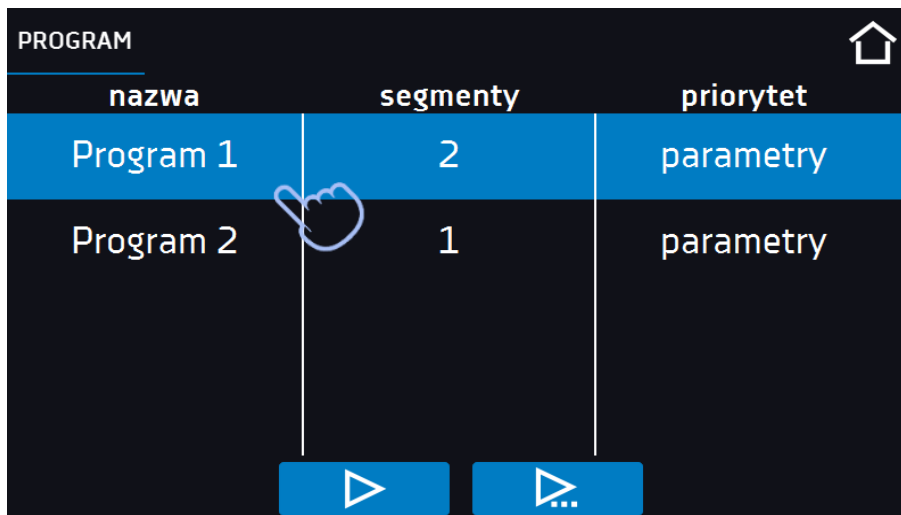 PROGRAM
nazwa segmenty priorytet
Program 1 2 parametry
Program 2 1 parametry